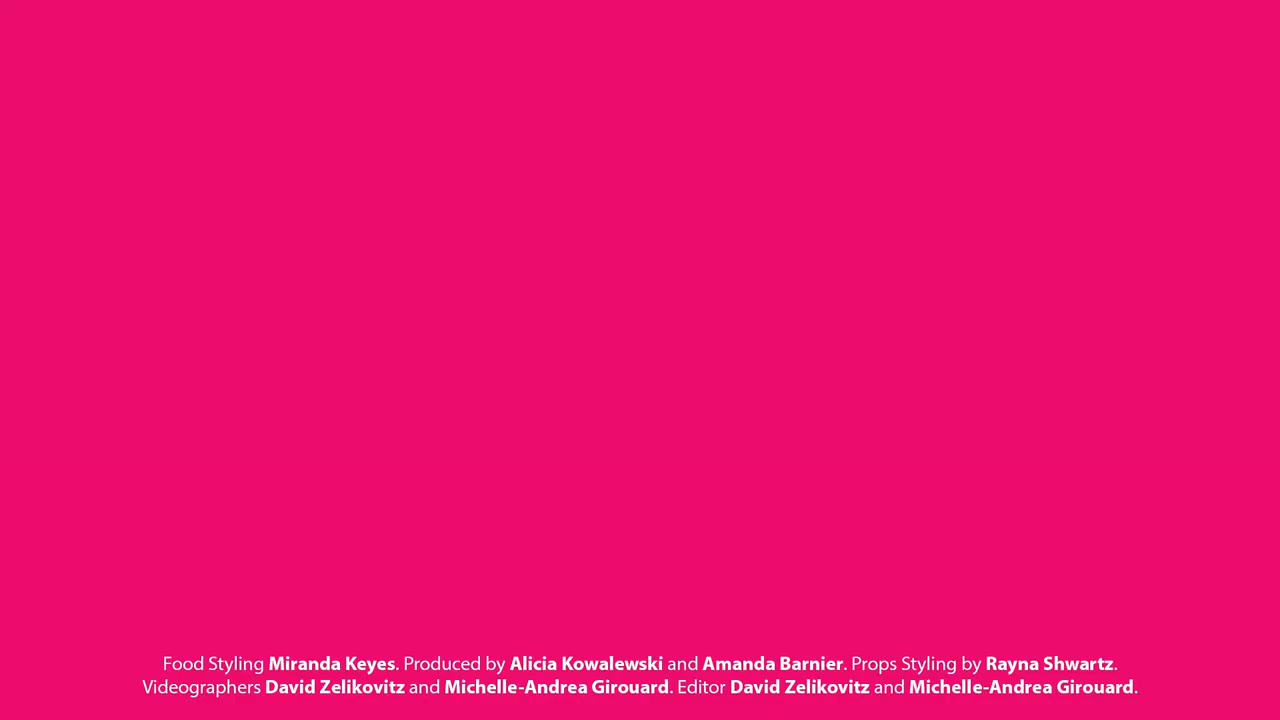 Food Styling Miranda Keyes. Produced by Alicia Kowalewski and Amanda Barnier. Props Styling by Rayna Shwartz.
Videographers David Zelikovitz and Michelle-Andrea Girouard. Editor David Zelikovitz and Michelle-Andrea Girouard.